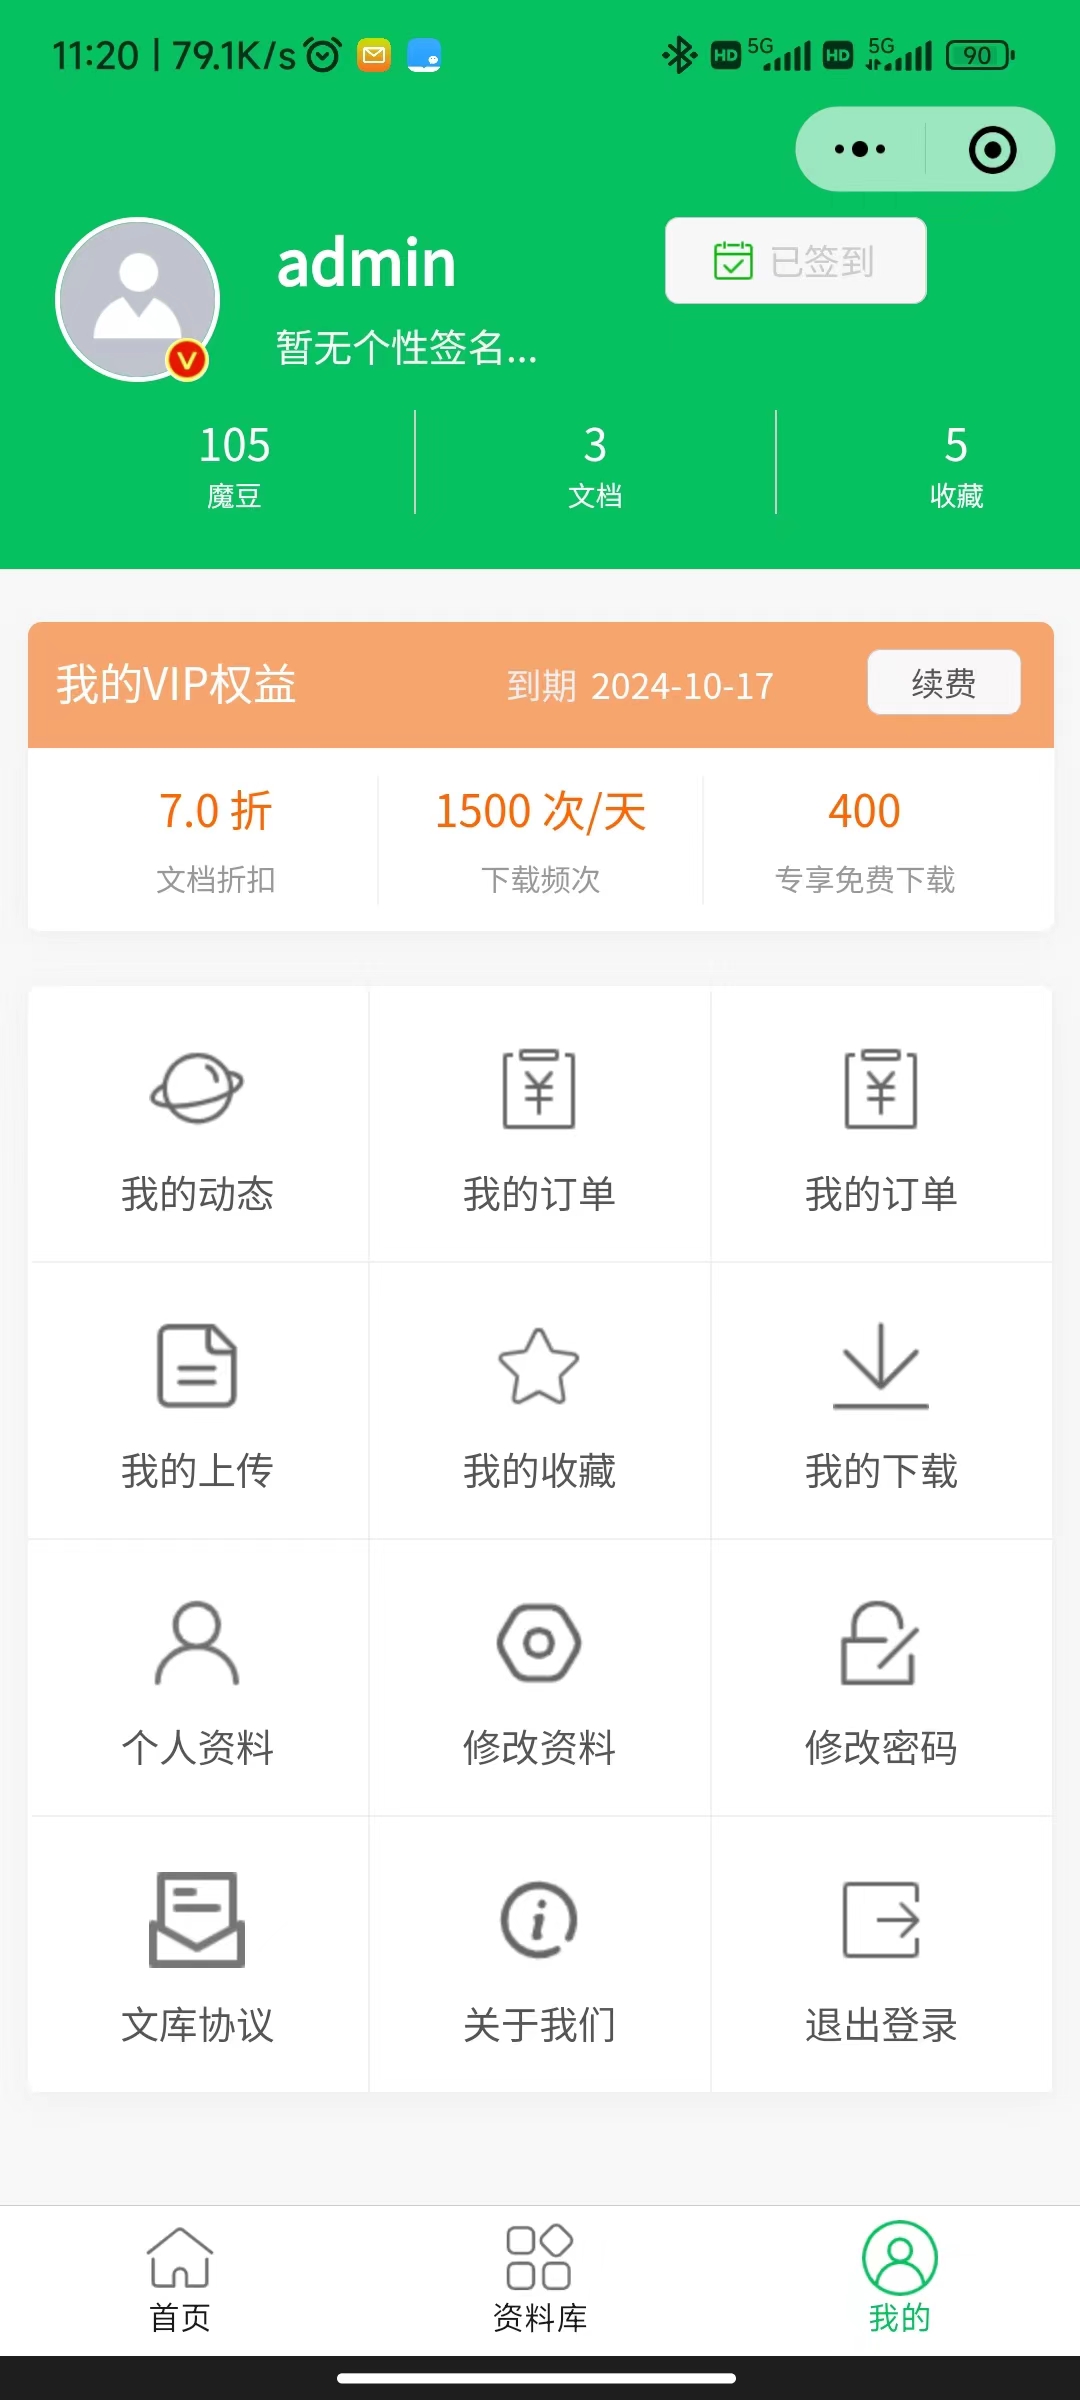 11:20 | 79.1K/s
HD 5G HD 5G 90
admin
已签到
暂无个性签名...
105
3
5
魔豆
文档
收藏
我的VIP权益
到期 2024-10-17
续费
7.0 折
1500 次/天
400
文档折扣
下载频次
专享免费下载
我的动态
我的订单
我的订单
我的上传
我的收藏
我的下载
个人资料
修改资料
修改密码
文库协议
关于我们
退出登录
首页
资料库
我的